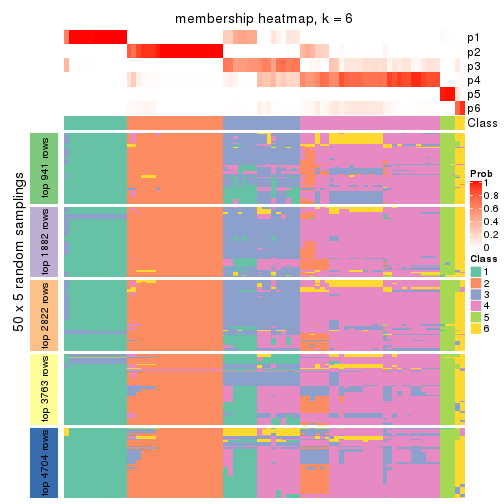 membership heatmap, k = 6
p1
p2
p3
p4
p5
p6
Class
50 x 5 random samplings
top 941 rows
top 1882 rows
top 2822 rows
top 3763 rows
top 4704 rows
Prob
1
0.8
0.6
0.4
0.2
0
Class
1
2
3
4
5
6